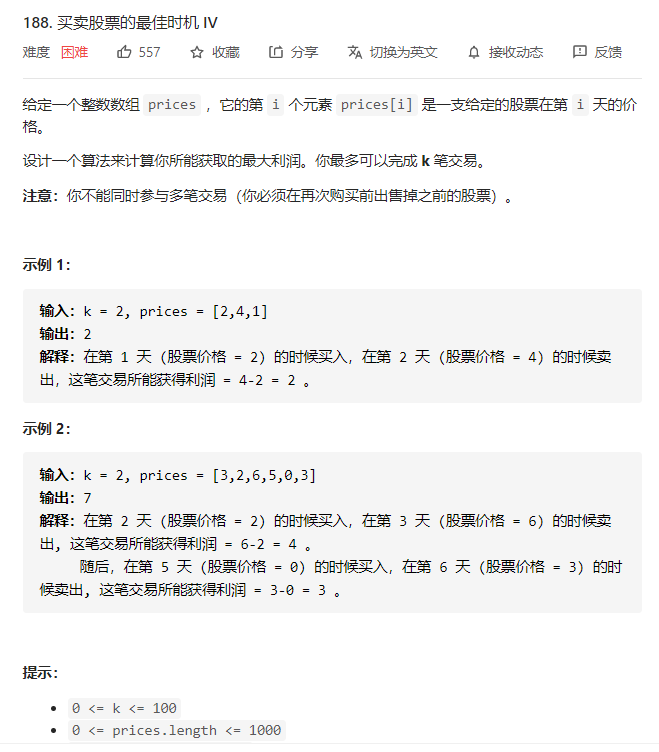 188. 买卖股票的最佳时机 IV
难度 困难 557 收藏 分享 切换为英文 接收动态 反馈
给定一个整数数组 prices ，它的第 i 个元素 prices[i] 是一支给定的股票在第 i 天的价
格。
设计一个算法来计算你所能获取的最大利润。你最多可以完成 k 笔交易。
注意：你不能同时参与多笔交易（你必须在再次购买前出售掉之前的股票）。
示例 1：
输入：k = 2, prices = [2,4,1]
输出：2
解释：在第 1 天 (股票价格 = 2) 的时候买入，在第 2 天 (股票价格 = 4) 的时候卖
出，这笔交易所能获得利润 = 4-2 = 2 。
示例 2：
输入：k = 2, prices = [3,2,6,5,0,3]
输出：7
解释：在第 2 天 (股票价格 = 2) 的时候买入，在第 3 天 (股票价格 = 6) 的时候卖
出, 这笔交易所能获得利润 = 6-2 = 4 。
随后，在第 5 天 (股票价格 = 0) 的时候买入，在第 6 天 (股票价格 = 3) 的时
候卖出, 这笔交易所能获得利润 = 3-0 = 3 。
提示：
• 0 <= k <= 100
• 0 <= prices.length <= 1000